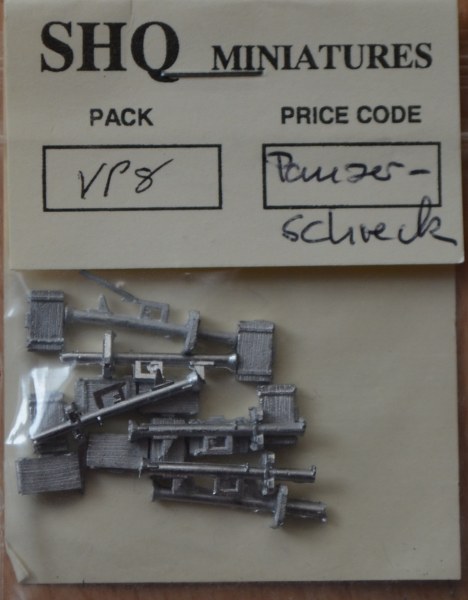 SHQ MINIATURES
PACK PRICE CODE
VP8 Panzer-
schreck